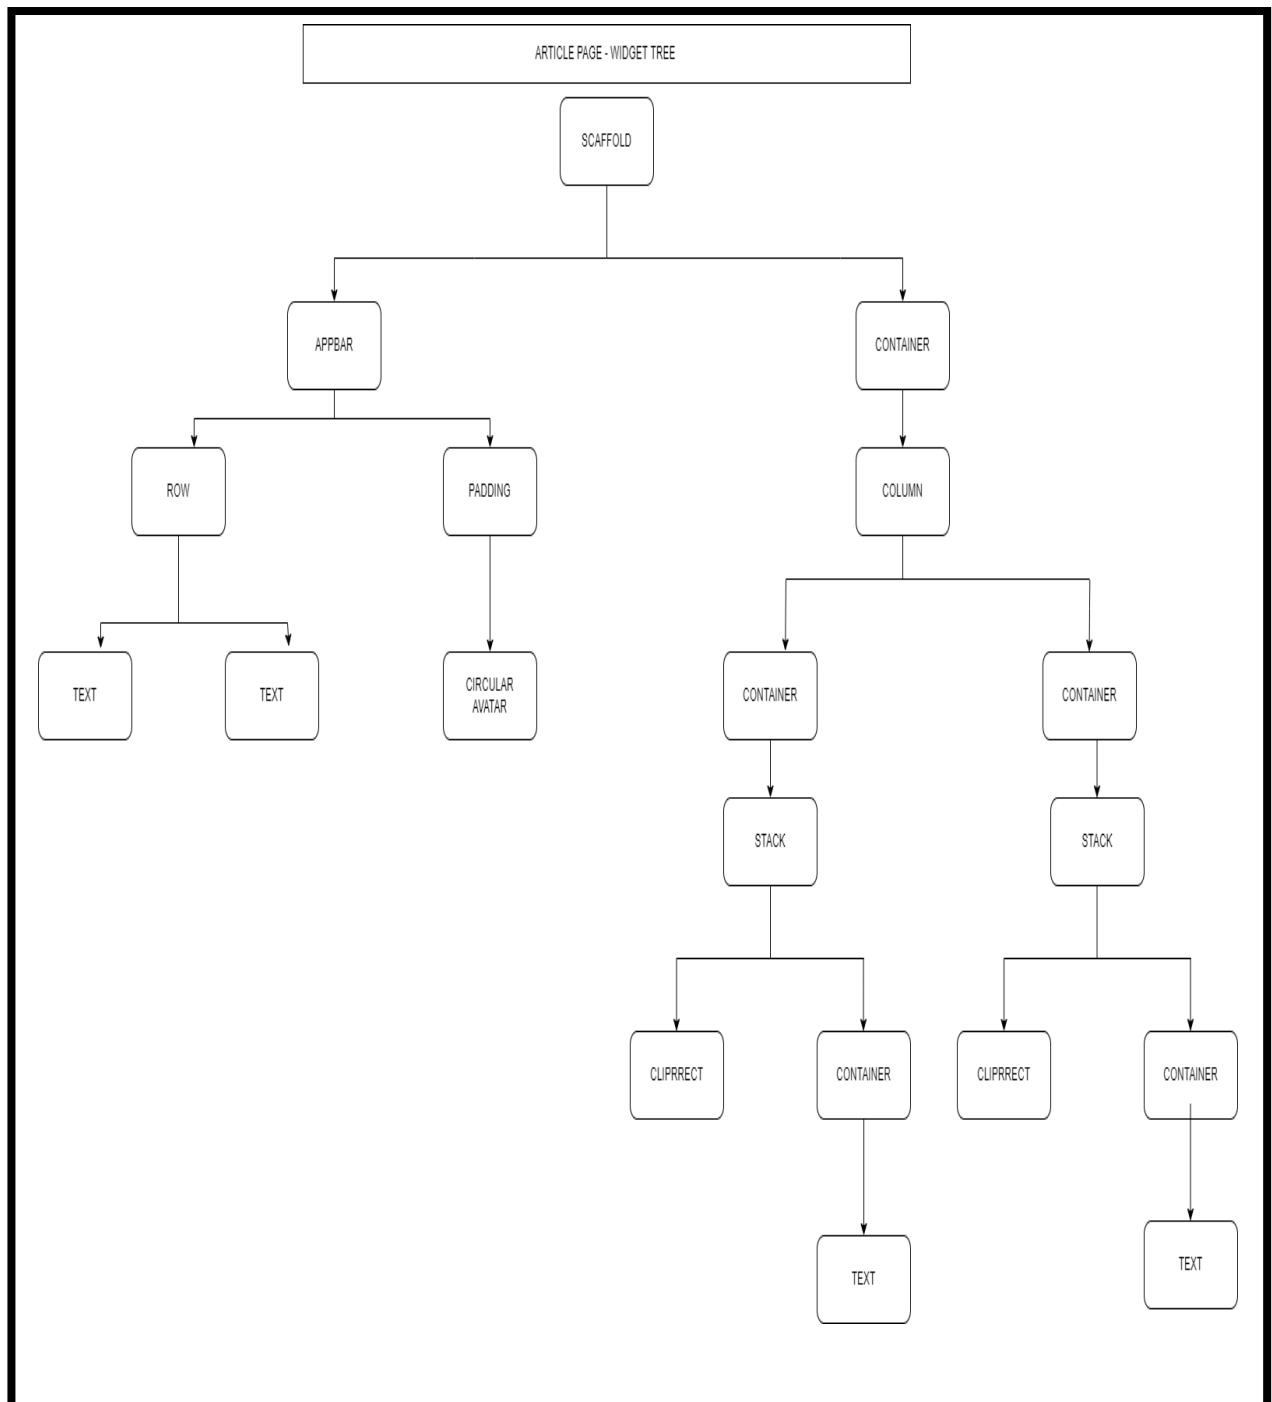 ARTICLE PAGE - WIDGET TREE
SCAFFOLD
APPBAR
CONTAINER
ROW
PADDING
COLUMN
TEXT
TEXT
CIRCULAR
AVATAR
CONTAINER
CONTAINER
STACK
STACK
CLIPRRECT
CONTAINER
CLIPRRECT
CONTAINER
TEXT
TEXT